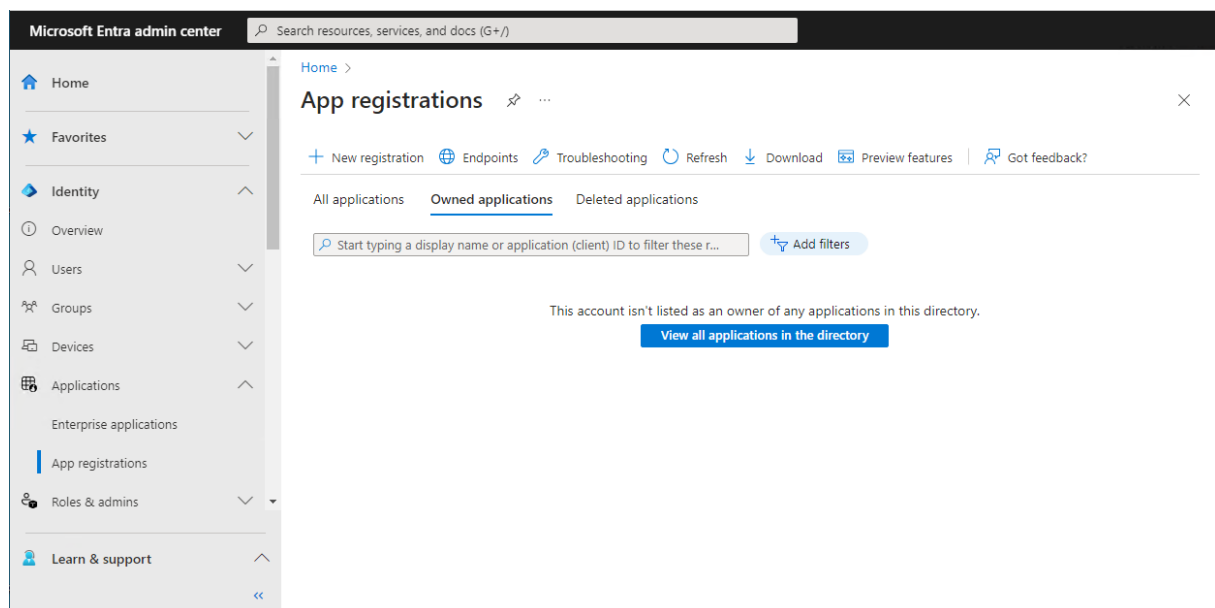 Microsoft Entra admin center
Search resources, services, and docs (G+/)
Home
Favorites
Identity
Overview
Users
Groups
Devices
Applications
Enterprise applications
App registrations
Roles & admins
Learn & support
Home >
App registrations
New registration Endpoints Troubleshooting Refresh Download Preview features Got feedback?
All applications Owned applications Deleted applications
Start typing a display name or application (client) ID to filter these r... Add filters
This account isn't listed as an owner of any applications in this directory.
View all applications in the directory